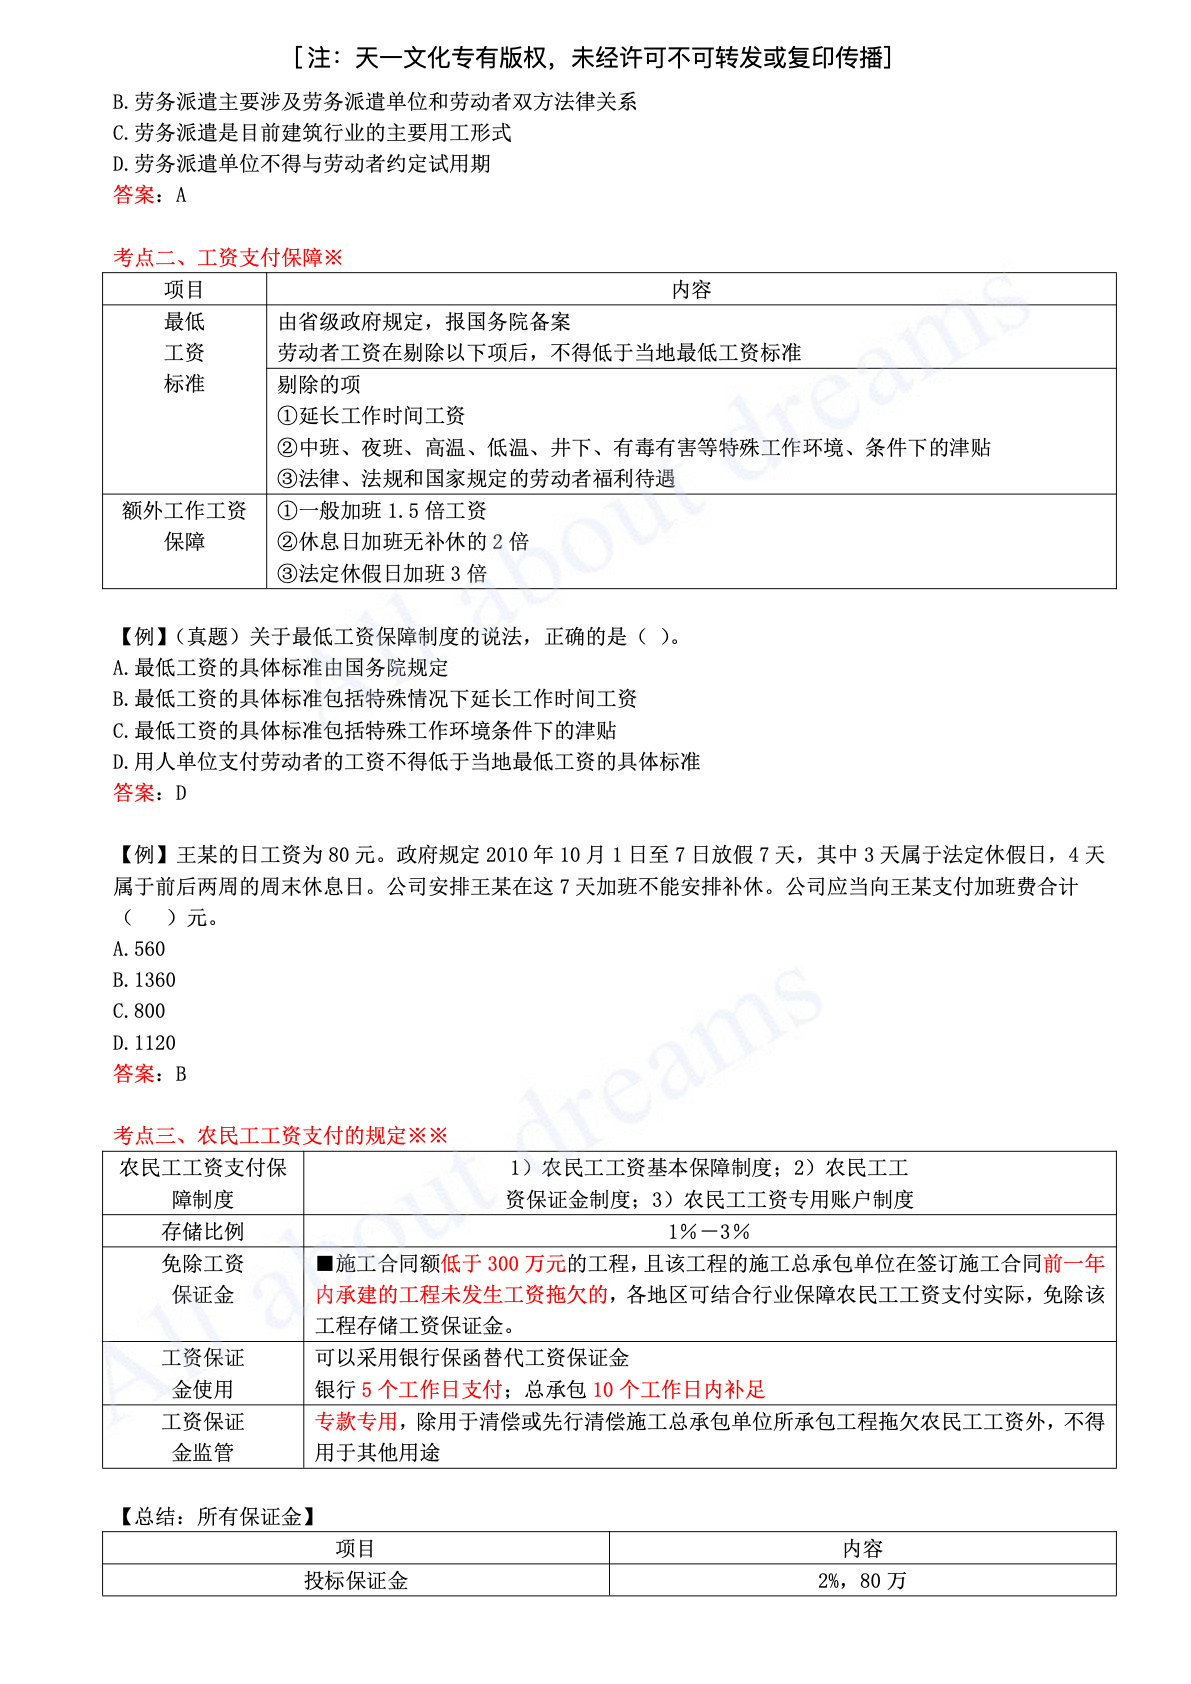 [注：天一文化专有版权，未经许可不可转发或复印传播]
B.劳务派遣主要涉及劳务派遣单位和劳动者双方法律关系
C.劳务派遣是目前建筑行业的主要用工形式
D.劳务派遣单位不得与劳动者约定试用期
答案：A
考点二、工资支付保障※
项目
内容
最低
工资
标准
由省级政府规定，报国务院备案
劳动者工资在剔除以下项后，不得低于当地最低工资标准
剔除的项
①延长工作时间工资
②中班、夜班、高温、低温、井下、有毒有害等特殊工作环境、条件下的津贴
③法律、法规和国家规定的劳动者福利待遇
额外工作工资
保障
①一般加班 1.5 倍工资
②休息日加班无补休的 2 倍
③法定休假日加班 3 倍
【例】（真题）关于最低工资保障制度的说法，正确的是（ ）。
A.最低工资的具体标准由国务院规定
B.最低工资的具体标准包括特殊情况下延长工作时间工资
C.最低工资的具体标准包括特殊工作环境条件下的津贴
D.用人单位支付劳动者的工资不得低于当地最低工资的具体标准
答案：D
【例】王某的日工资为 80 元。政府规定 2010 年 10 月 1 日至 7 日放假 7 天，其中 3 天属于法定休假日，4 天
属于前后两周的周末休息日。公司安排王某在这 7 天加班不能安排补休。公司应当向王某支付加班费合计
（ ）元。
A.560
B.1360
C.800
D.1120
答案：B
考点三、农民工工资支付的规定※※
农民工工资支付保
障制度
1）农民工工资基本保障制度；2）农民工工
资保证金制度；3）农民工工资专用账户制度
存储比例
1%－3%
免除工资
保证金
■施工合同额低于 300 万元的工程，且该工程的施工总承包单位在签订施工合同前一年
内承建的工程未发生工资拖欠的，各地区可结合行业保障农民工工资支付实际，免除该
工程存储工资保证金。
工资保证
金使用
可以采用银行保函替代工资保证金
银行 5 个工作日支付；总承包 10 个工作日内补足
工资保证
金监管
专款专用，除用于清偿或先行清偿施工总承包单位所承包工程拖欠农民工工资外，不得
用于其他用途
【总结：所有保证金】
项目
内容
投标保证金
2%，80 万
All about dreams
All about dreams